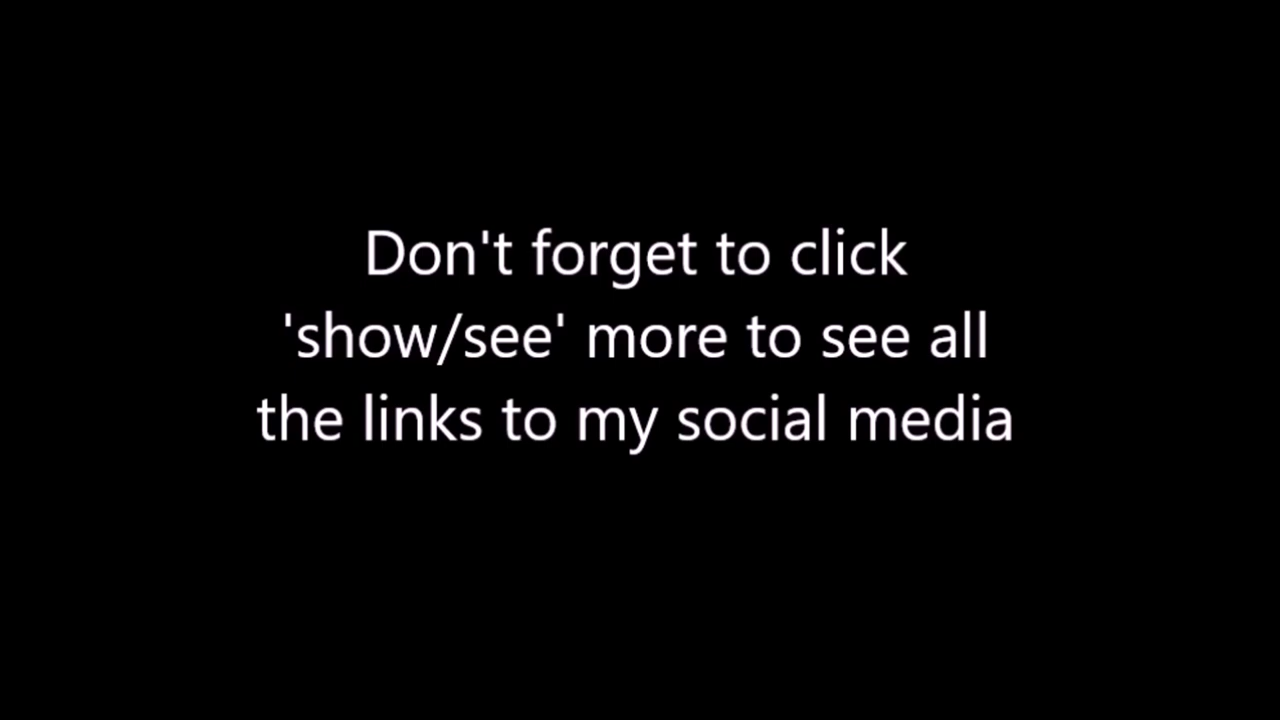 Don't forget to click
'show/see' more to see all
the links to my social media